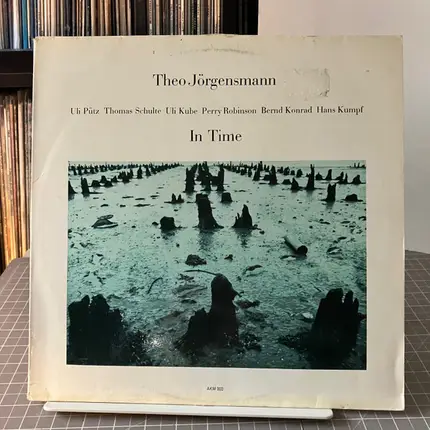 Theo Jörgensmann
Uli Pütz Thomas Schulte Uli Kube Perry Robinson Bernd Konrad Hans Kumpf
In Time